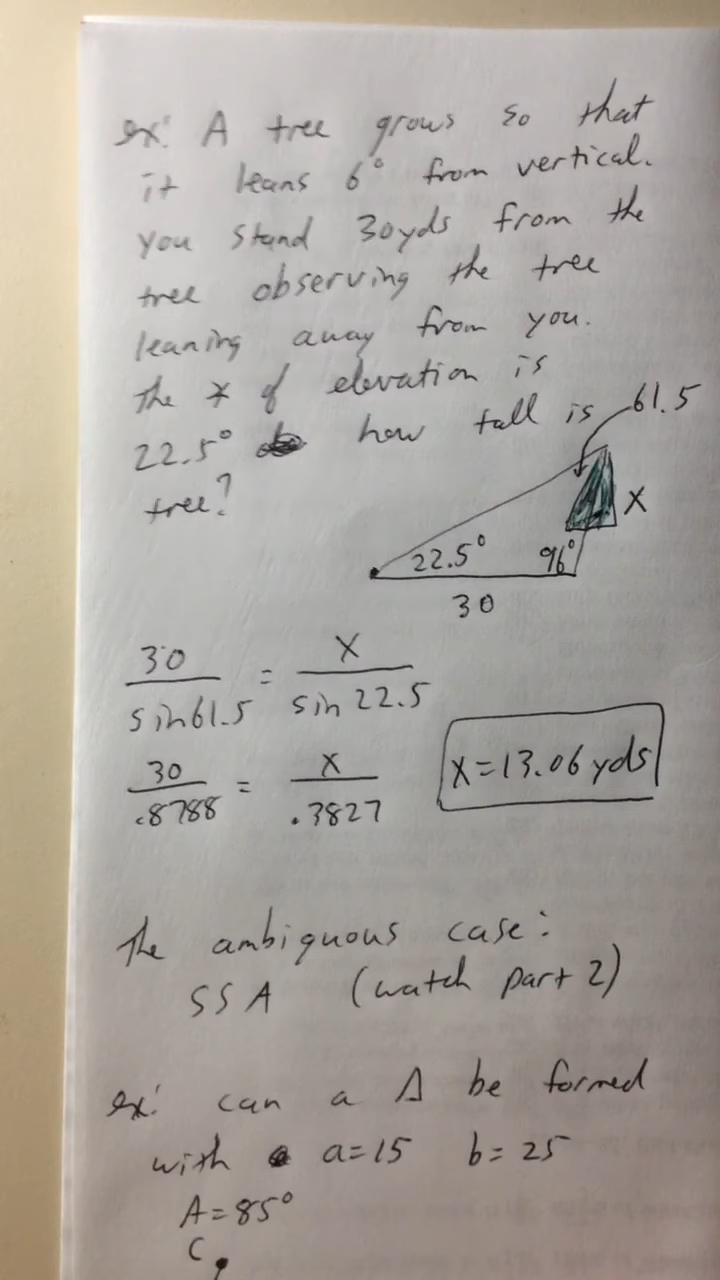 ex: A tree grows so that
it leans 6° from vertical.
you stand 30yds from the
tree observing the tree
leaning away from you.
The ∡ of elevation is
22.5° how tall is
tree?
61.5
X
22.5°
96°
30
30/sin61.5 = X/sin 22.5
30/.8788 = X/.3827
X=13.06 yds
The ambiguous case:
SSA (watch part 2)
ex: can a Δ be formed
with a=15 b=25
A=85°
C